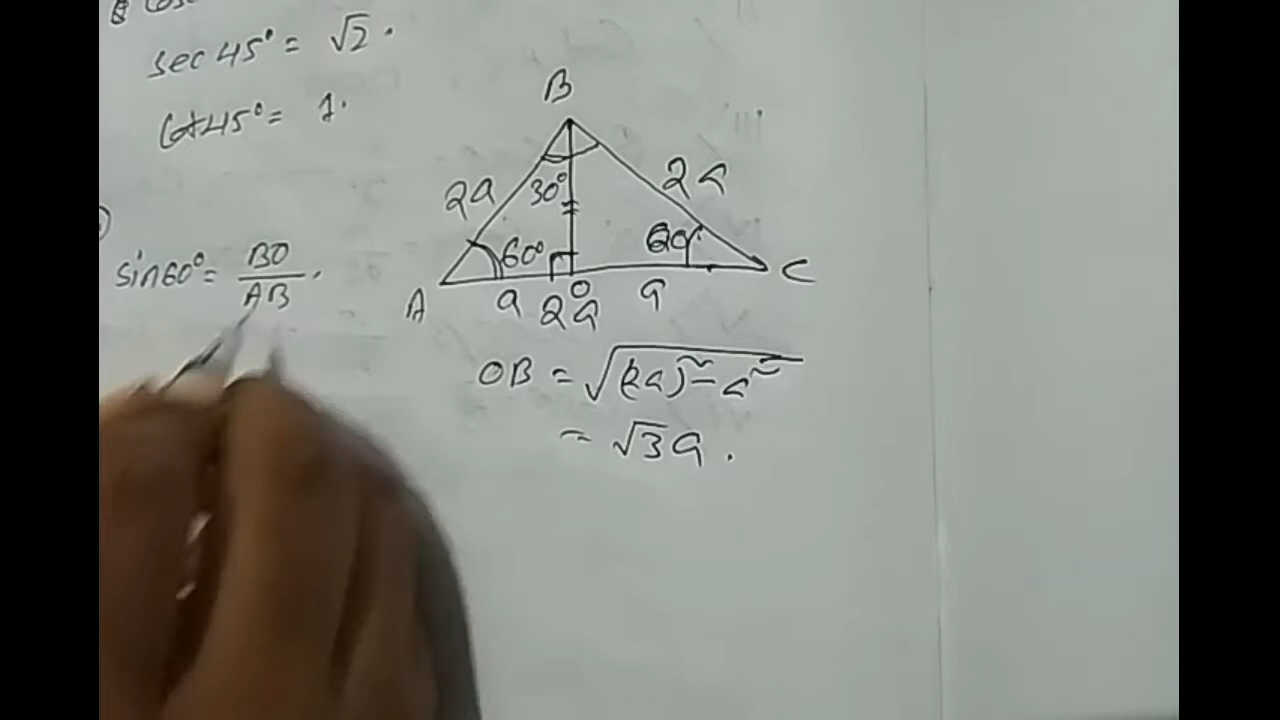 sec 45° = √2.
Cot 45° = 1.
B
2a
2a
30°
60°
60°
sin 60° = BO/AB.
A
a
O
a
C
2a
OB = √(2a)² - a²
= √3a.